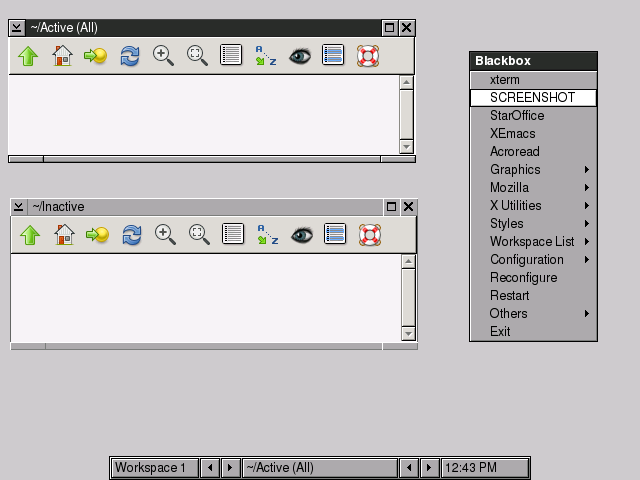 ~/Active (All)
A
Z
~/Inactive
A
Z
Blackbox
xterm
SCREENSHOT
StarOffice
XEmacs
Acroread
Graphics
Mozilla
X Utilities
Styles
Workspace List
Configuration
Reconfigure
Restart
Others
Exit
Workspace 1
~/Active (All)
12:43 PM